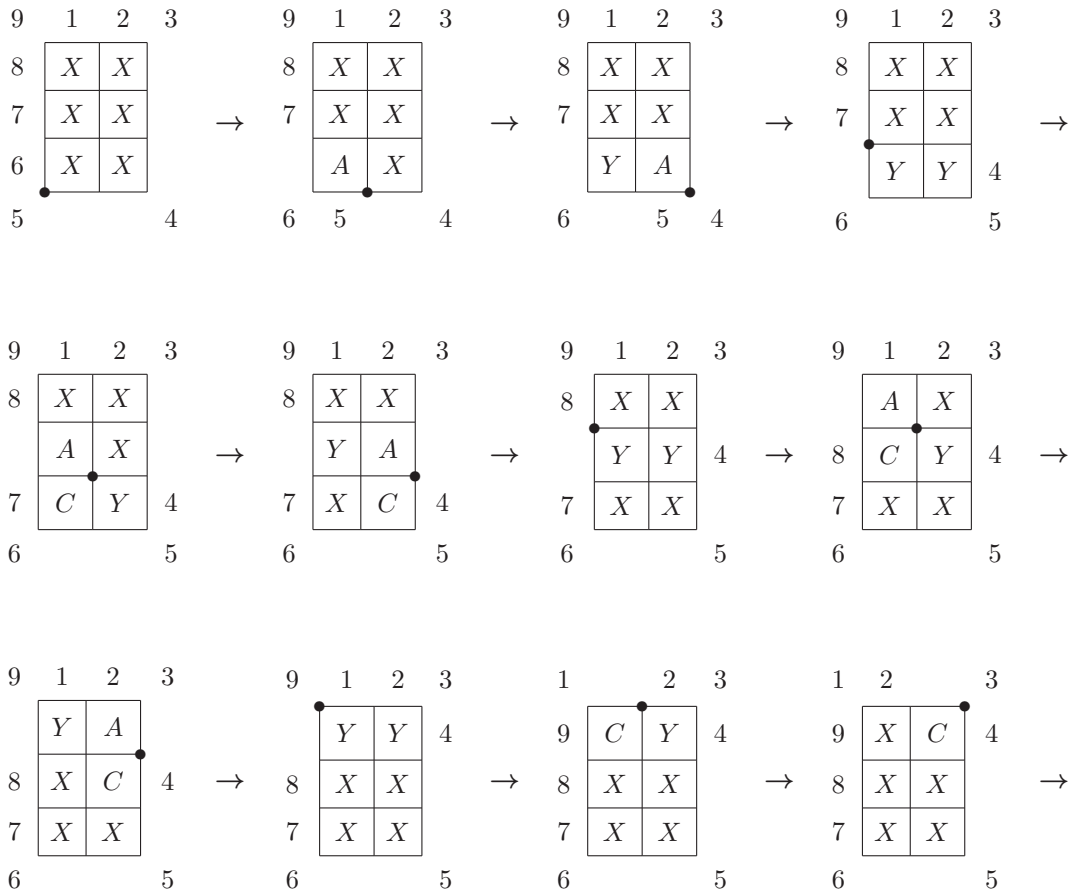 9 1 2 3 9 1 2 3 9 1 2 3 9 1 2 3
8 X X 8 X X 8 X X 8 X X
7 X X → 7 X X → 7 X X → 7 X X →
6 X X A X Y A Y Y 4
5 4 6 5 4 6 5 4 6 5
9 1 2 3 9 1 2 3 9 1 2 3 9 1 2 3
8 X X 8 X X 8 X X A X
A X → Y A → Y Y 4 → 8 C Y 4 →
7 C Y 4 7 X C 4 7 X X 7 X X
6 5 6 5 6 5 6 5
9 1 2 3 9 1 2 3 1 2 3 1 2 3
Y A Y Y 4 9 C Y 4 9 X C 4
8 X C 4 → 8 X X → 8 X X → 8 X X →
7 X X 7 X X 7 X X 7 X X
6 5 6 5 6 5 6 5